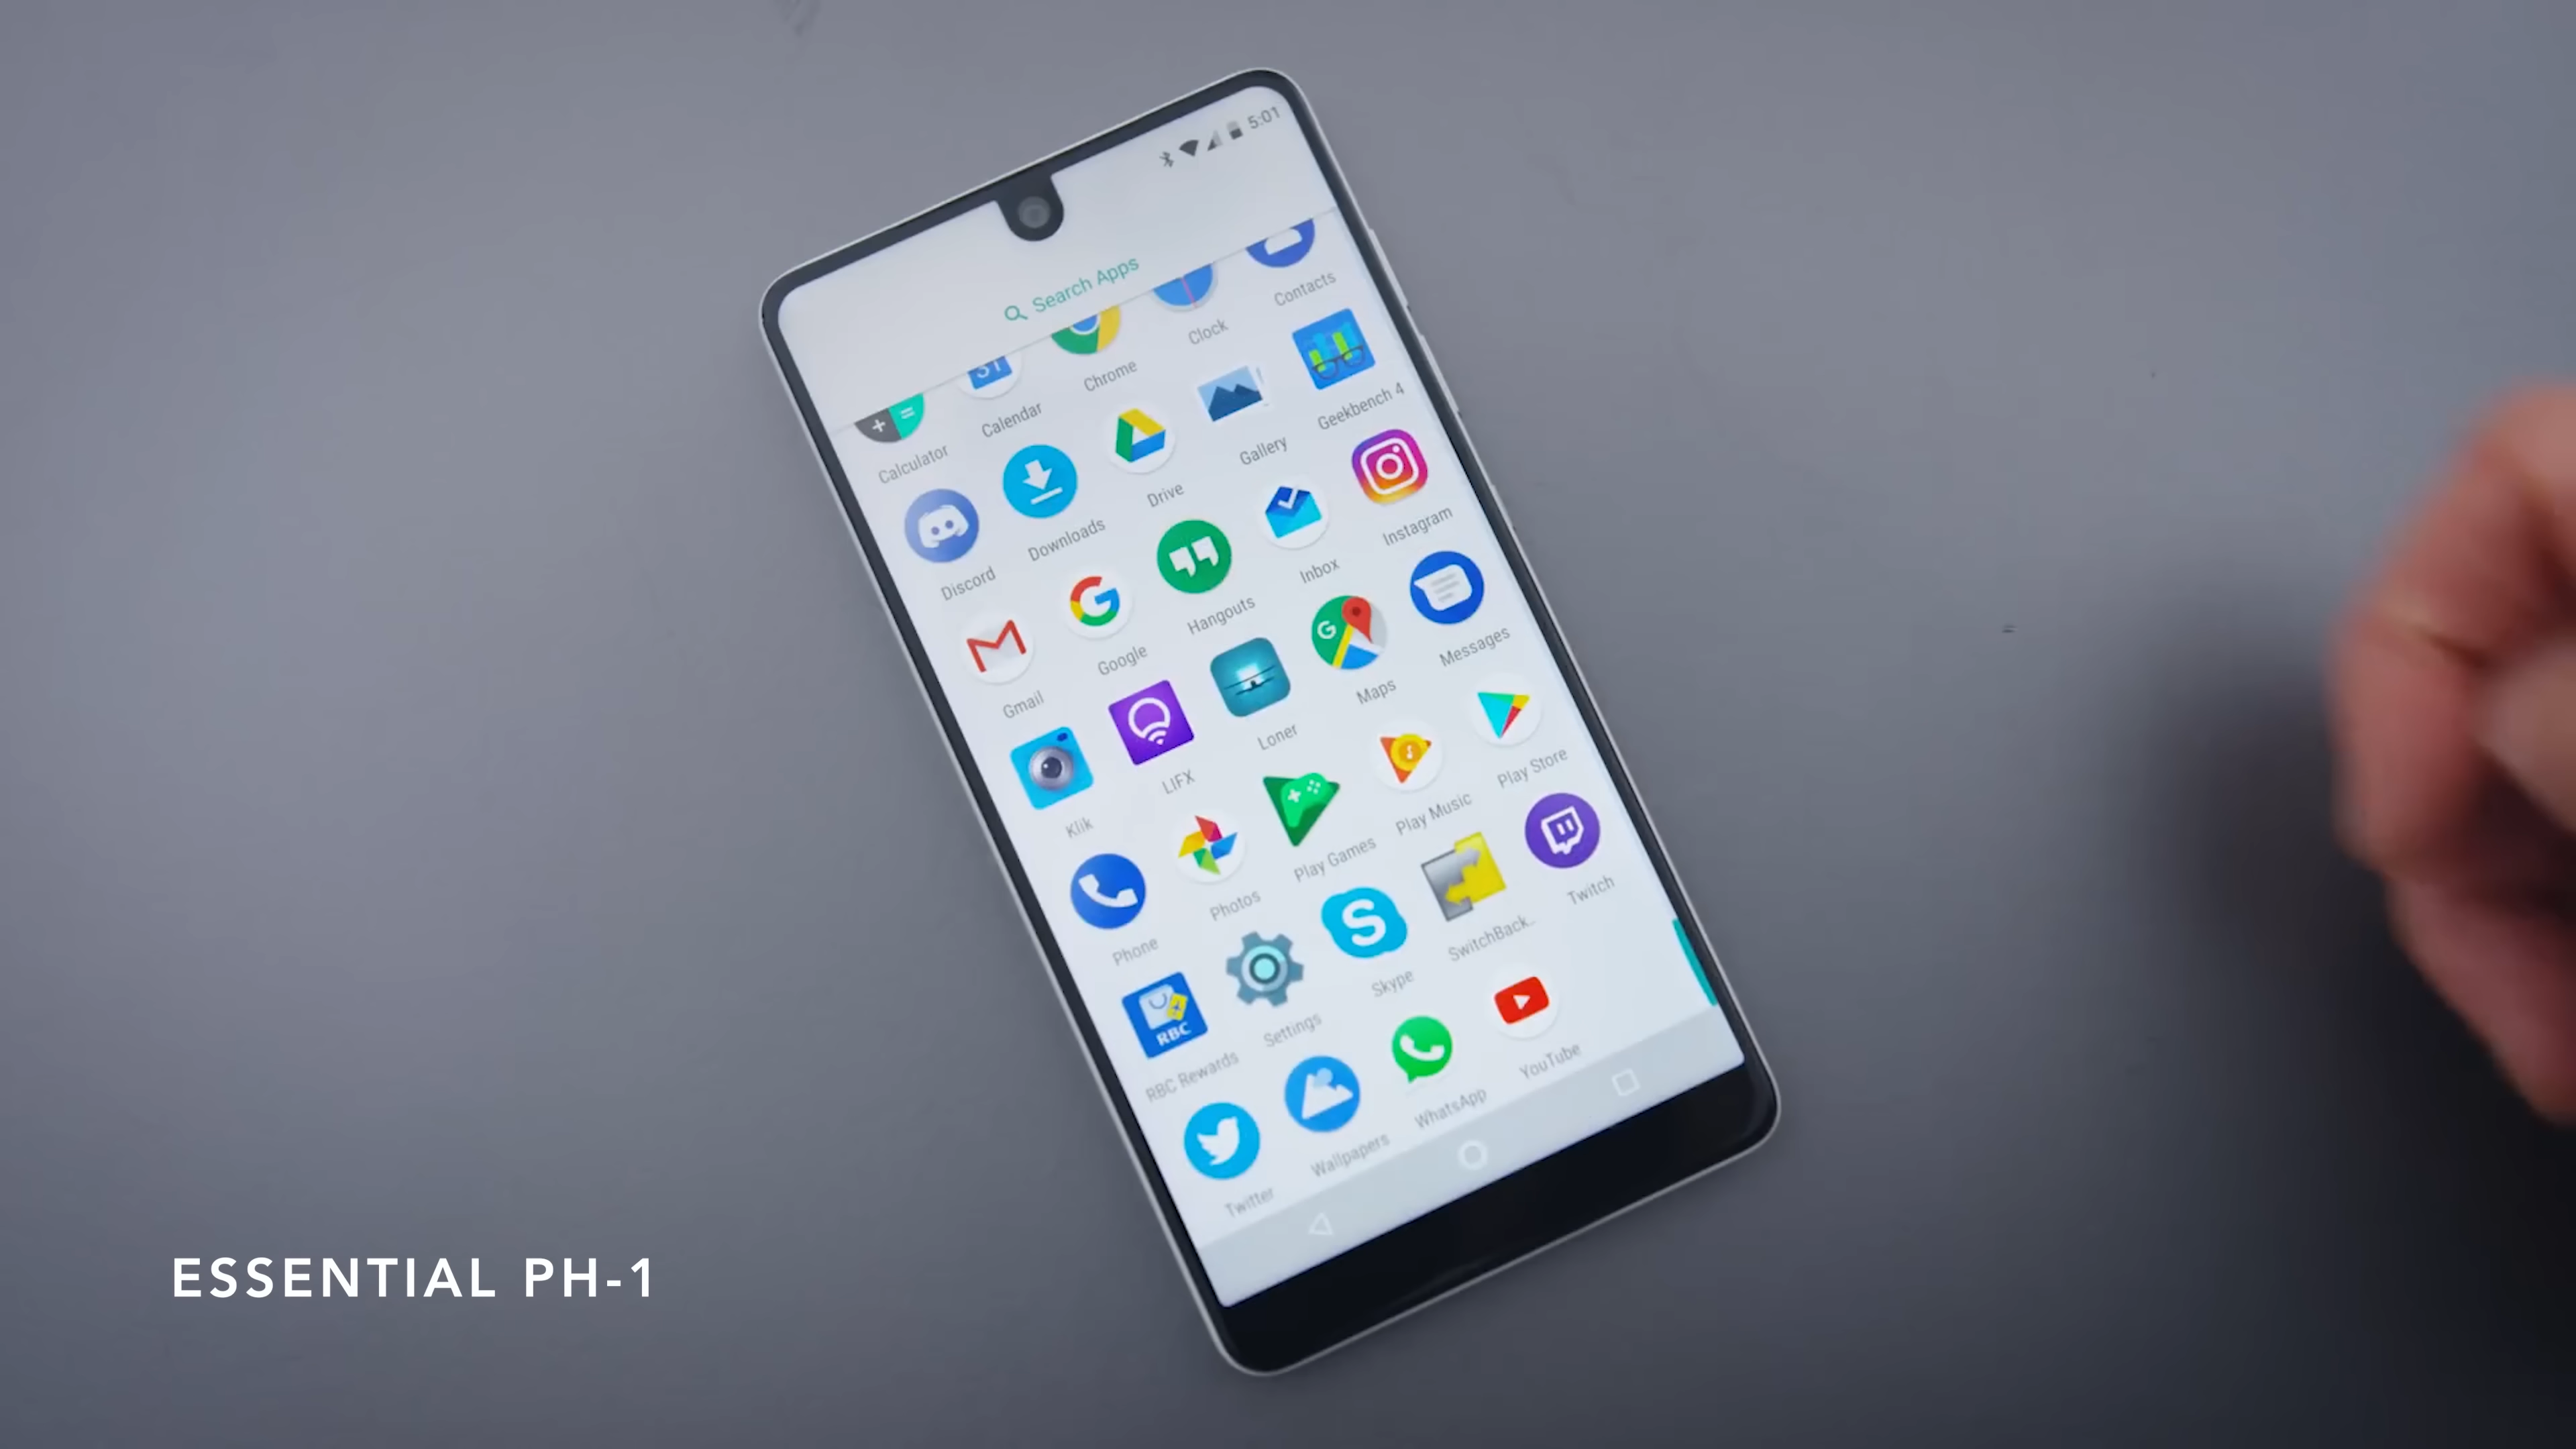 5:01
Search Apps
Calculator Calendar Chrome Clock Contacts
Discord Downloads Drive Gallery Geekbench 4
Gmail Google Hangouts Inbox Instagram
Klik LIFX Loner Maps Messages
Phone Photos Play Games Play Music Play Store
RBC
RBC Rewards Settings Skype SwitchBack.. Twitch
Twitter Wallpapers WhatsApp YouTube
ESSENTIAL PH-1